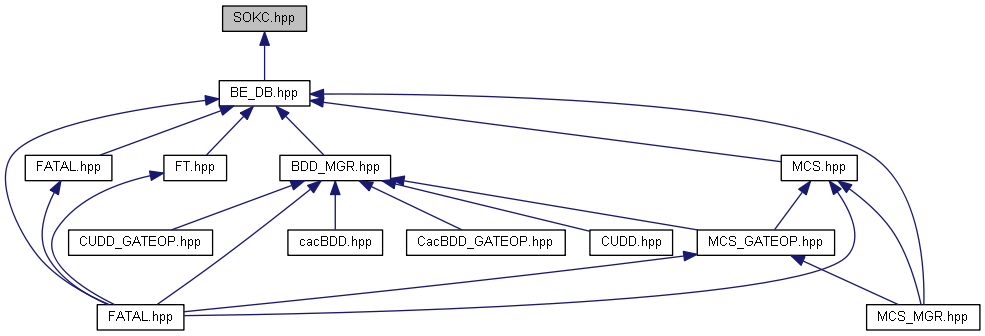 SOKC.hpp
BE_DB.hpp
FATAL.hpp
FT.hpp
BDD_MGR.hpp
MCS.hpp
CUDD_GATEOP.hpp
cacBDD.hpp
CacBDD_GATEOP.hpp
CUDD.hpp
MCS_GATEOP.hpp
FATAL.hpp
MCS_MGR.hpp